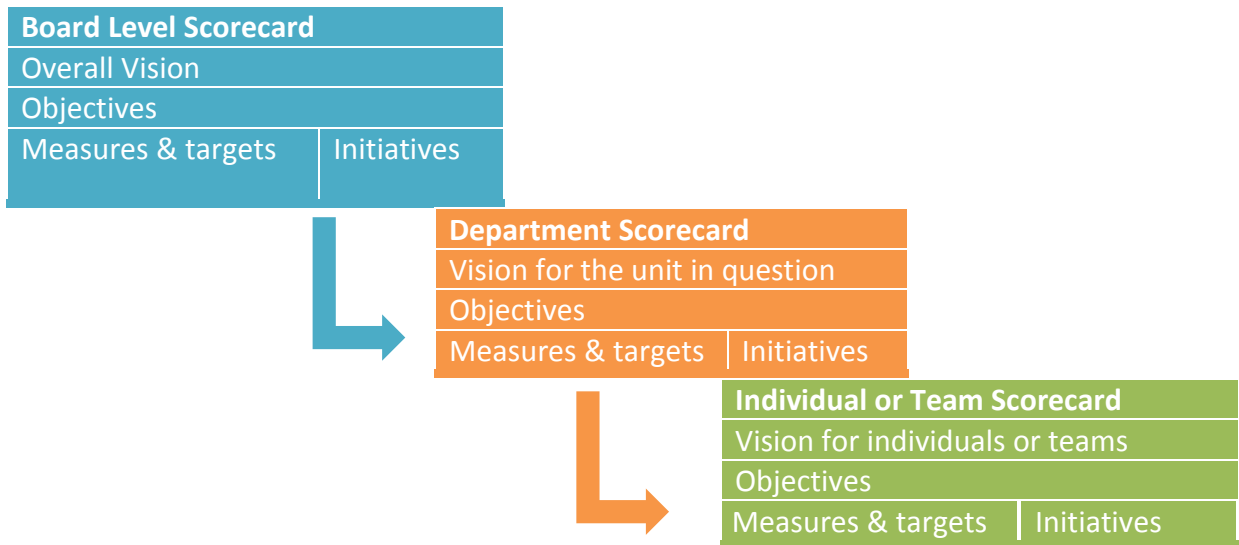 Board Level Scorecard
Overall Vision
Objectives
Measures & targets Initiatives
Department Scorecard
Vision for the unit in question
Objectives
Measures & targets Initiatives
Individual or Team Scorecard
Vision for individuals or teams
Objectives
Measures & targets Initiatives